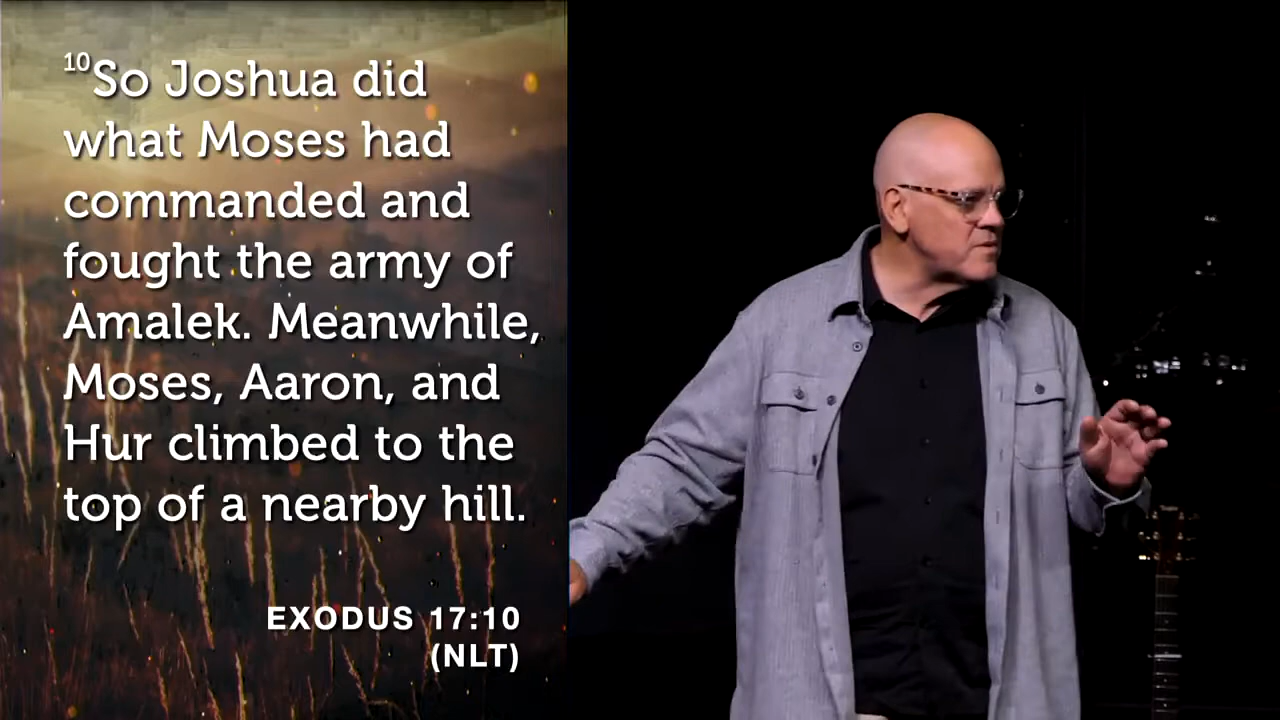 10So Joshua did
what Moses had
commanded and
fought the army of
Amalek. Meanwhile,
Moses, Aaron, and
Hur climbed to the
top of a nearby hill.
EXODUS 17:10
(NLT)